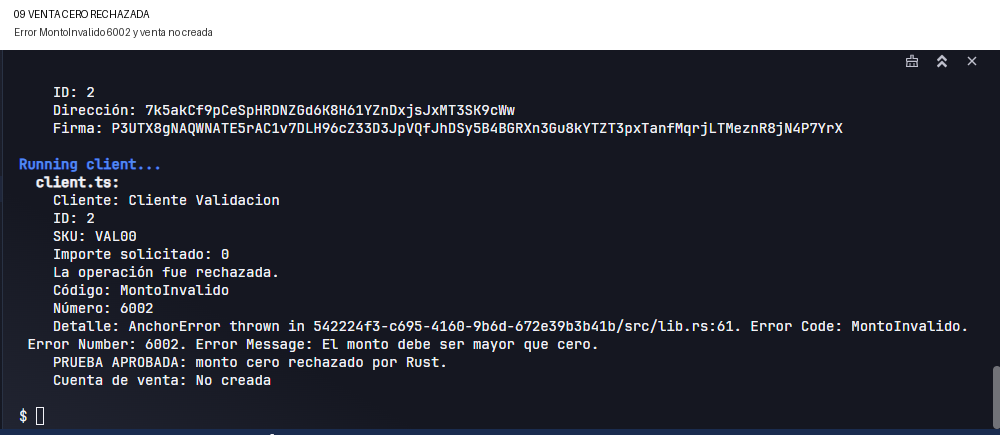 09 VENTA CERO RECHAZADA
Error MontoInvalido 6002 y venta no creada
ID: 2
Dirección: 7k5akCf9pCeSpHRDNZGd6K8H61YZnDxjsJxMT3SK9cWw
Firma: P3UTX8gNAQWNATE5rAC1v7DLH96cZ33D3JpVQfJhDSy5B4BGRXn3Gu8kYTZT3pxTanfMqrjLTMeznR8jN4P7YrX
Running client...
client.ts:
Cliente: Cliente Validacion
ID: 2
SKU: VAL00
Importe solicitado: 0
La operación fue rechazada.
Código: MontoInvalido
Número: 6002
Detalle: AnchorError thrown in 542224f3-c695-4160-9b6d-672e39b3b41b/src/lib.rs:61. Error Code: MontoInvalido.
Error Number: 6002. Error Message: El monto debe ser mayor que cero.
PRUEBA APROBADA: monto cero rechazado por Rust.
Cuenta de venta: No creada
$